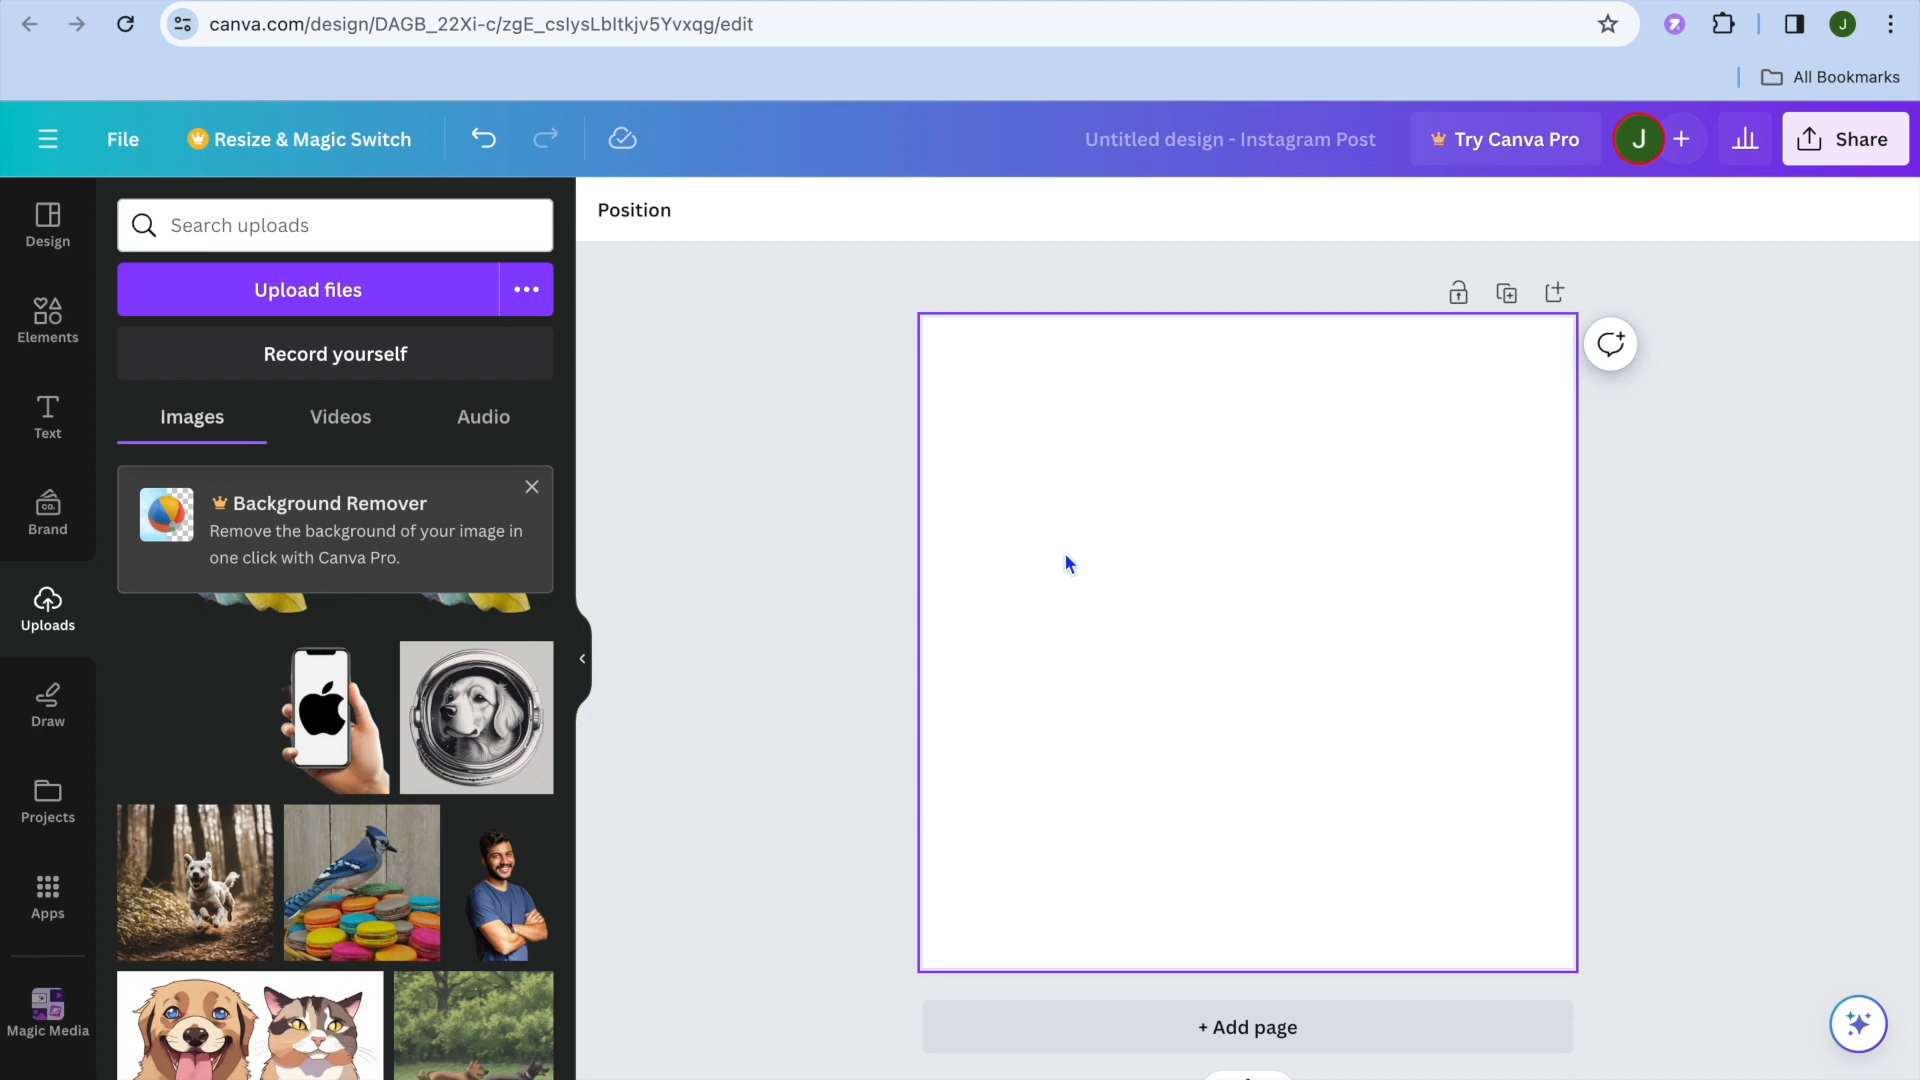 canva.com/design/DAGB_22Xi-c/zgE_csIysLbItkjv5Yvxqg/edit
J
All Bookmarks
File
Resize & Magic Switch
Untitled design - Instagram Post
Try Canva Pro
J
Share
Design
Elements
Text
CO.
Brand
Uploads
Draw
Projects
Apps
Magic Media
Search uploads
Upload files
Record yourself
Images
Videos
Audio
Background Remover
Remove the background of your image in
one click with Canva Pro.
Position
+ Add page